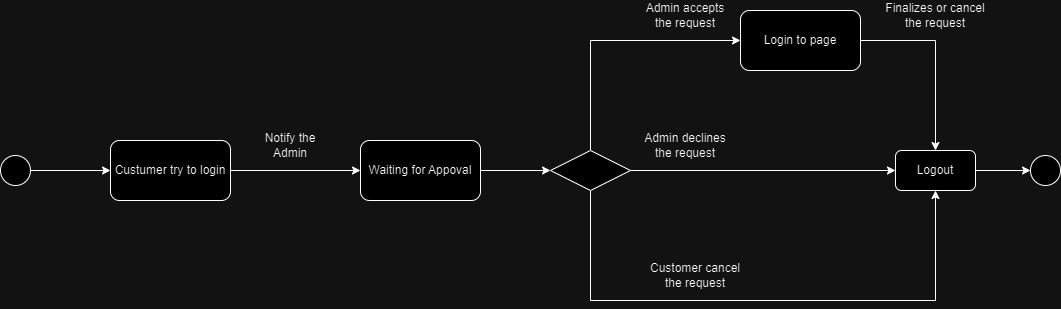 Custumer try to login
Notify the
Admin
Waiting for Appoval
Admin accepts
the request
Login to page
Finalizes or cancel
the request
Admin declines
the request
Customer cancel
the request
Logout